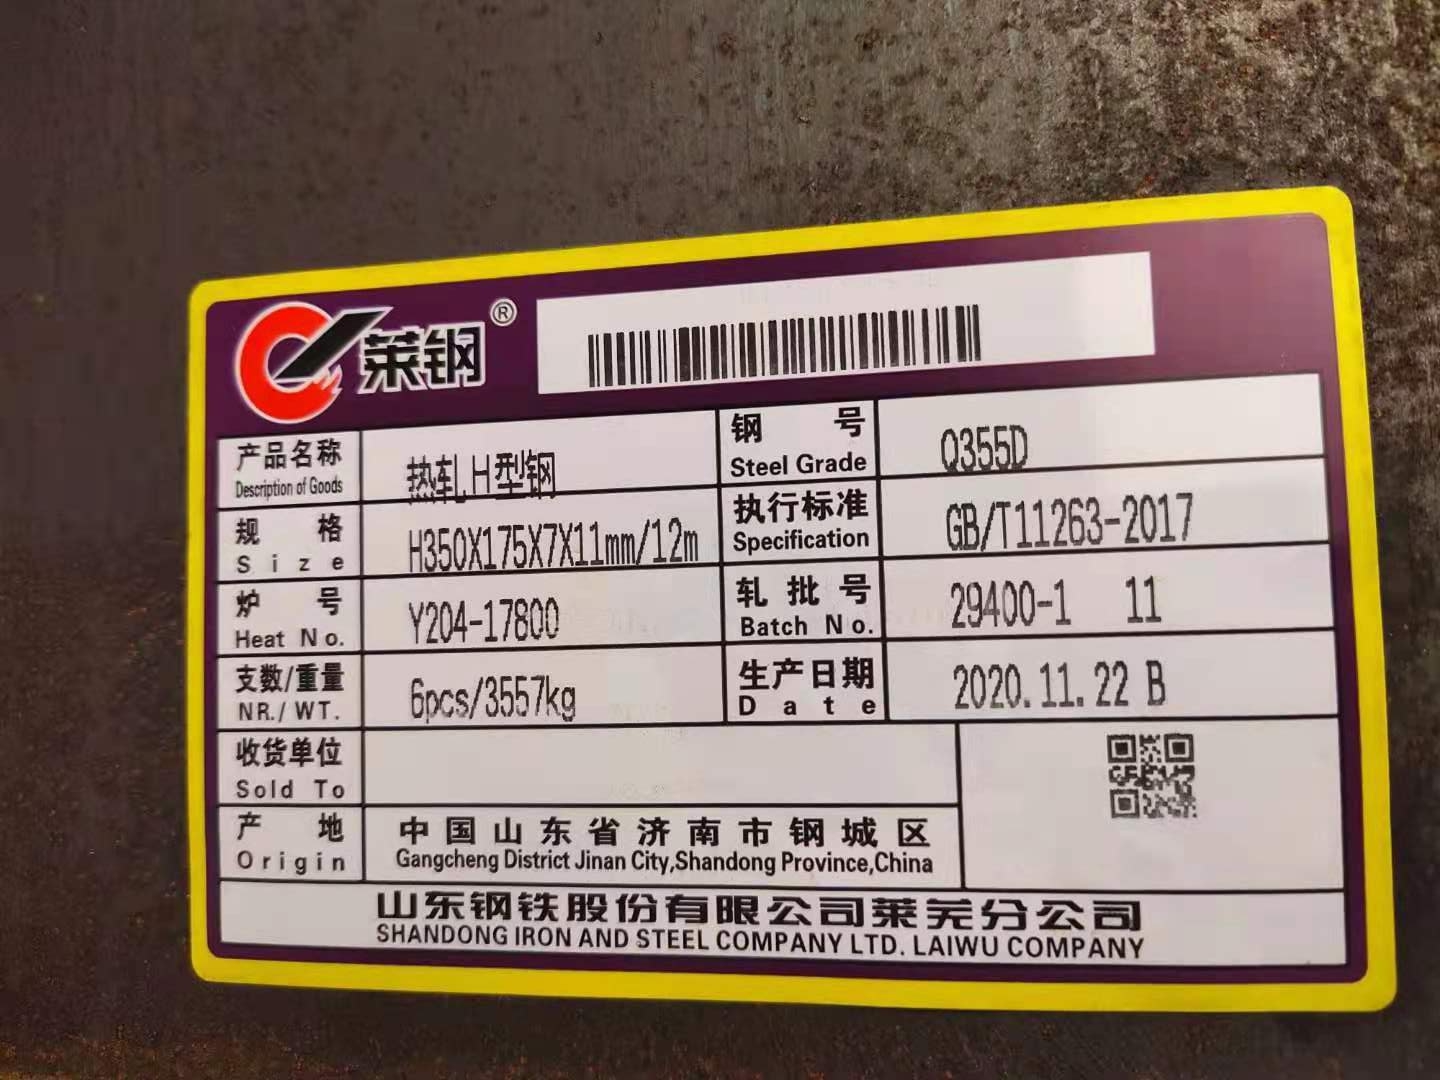 莱钢®
产品名称 热轧H型钢 钢号 Q355D
Description of Goods Steel Grade
规格 H350X175X7X11mm/12m 执行标准 GB/T11263-2017
Size Specification
炉号 Y204-17800 轧批号 29400-1 11
Heat No. Batch No.
支数/重量 6pcs/3557kg 生产日期 2020.11.22 B
NR./WT. Date
收货单位
Sold To
产地 中国山东省济南市钢城区
Origin Gangcheng District Jinan City,Shandong Province,China
山东钢铁股份有限公司莱芜分公司
SHANDONG IRON AND STEEL COMPANY LTD. LAIWU COMPANY